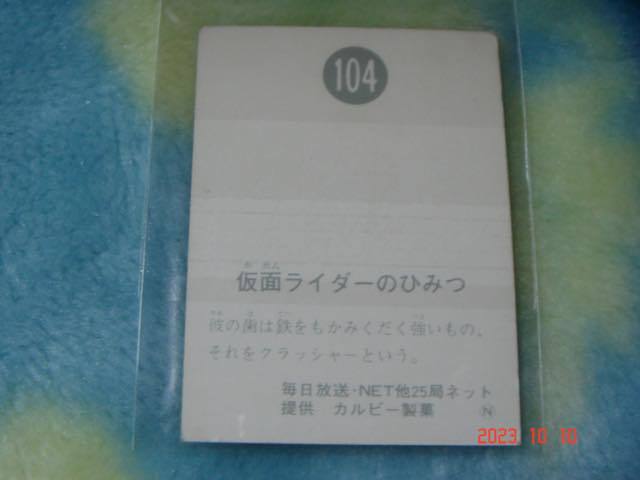 104
仮面ライダーのひみつ
彼の歯は鉄をもかみくだく強いもの、
それをクラッシャーという。
毎日放送・NET他25局ネット
提供 カルビー製菓 Ⓝ
2023. 10. 10